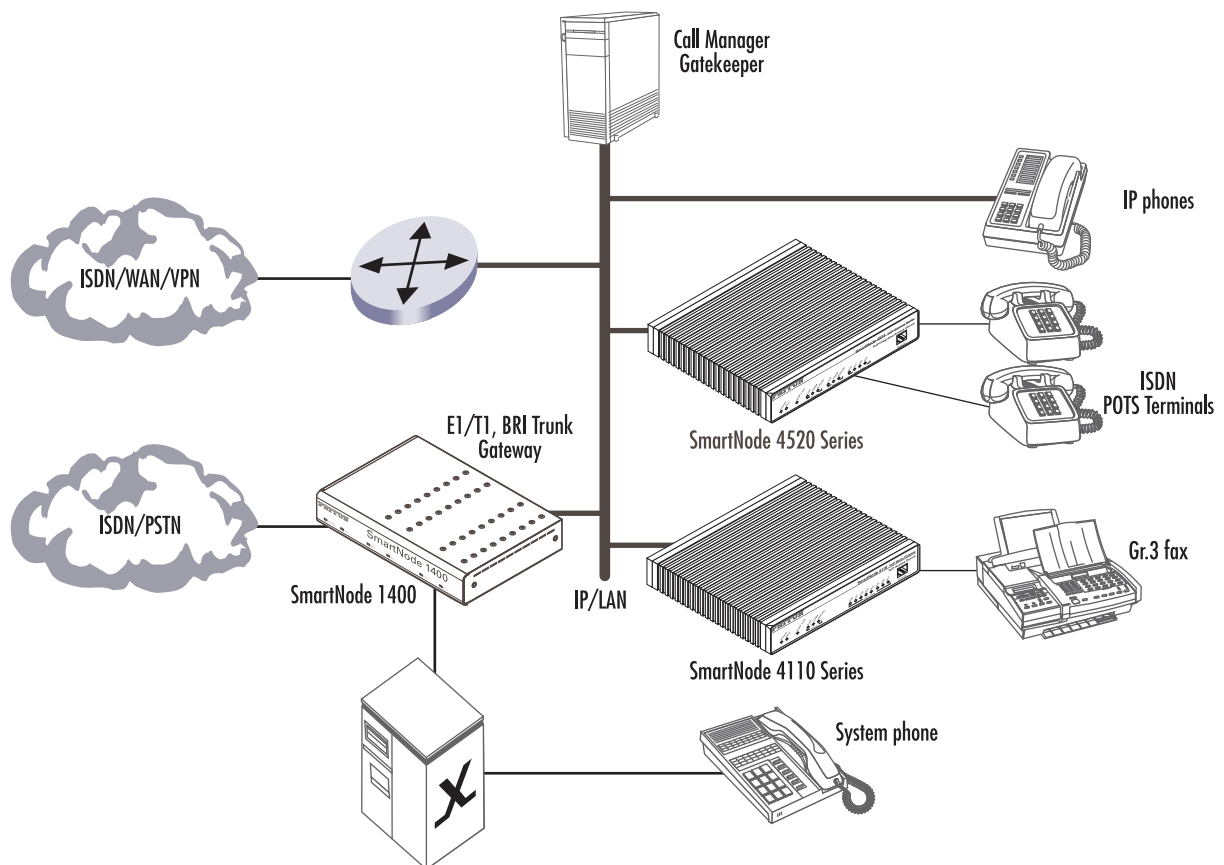 Call Manager
Gatekeeper
IP phones
ISDN/WAN/VPN
ISDN
POTS Terminals
SmartNode 4520 Series
E1/T1, BRI Trunk
Gateway
ISDN/PSTN
SmartNode 1400
SmartNode 1400
IP/LAN
Gr.3 fax
SmartNode 4110 Series
System phone